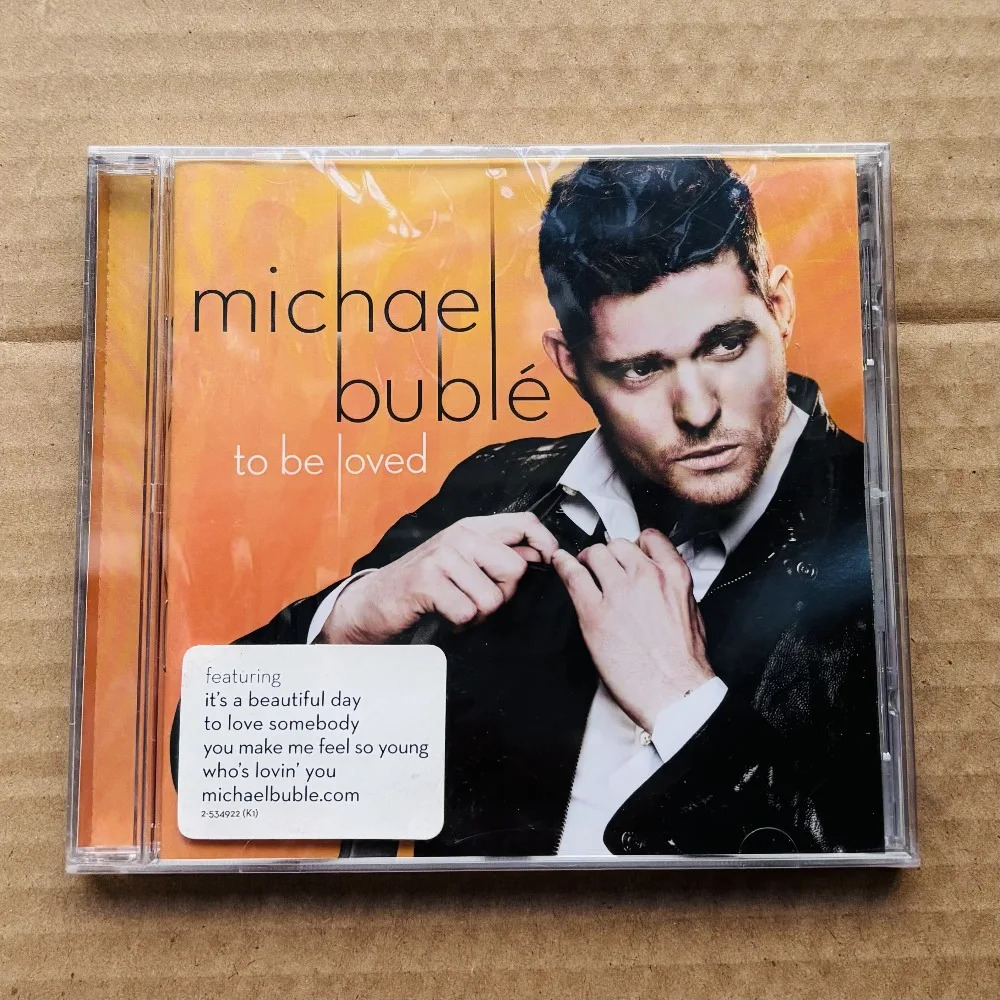 michael
bublé
to be loved
featuring
it's a beautiful day
to love somebody
you make me feel so young
who's lovin' you
michaelbuble.com
2-534922 (K1)